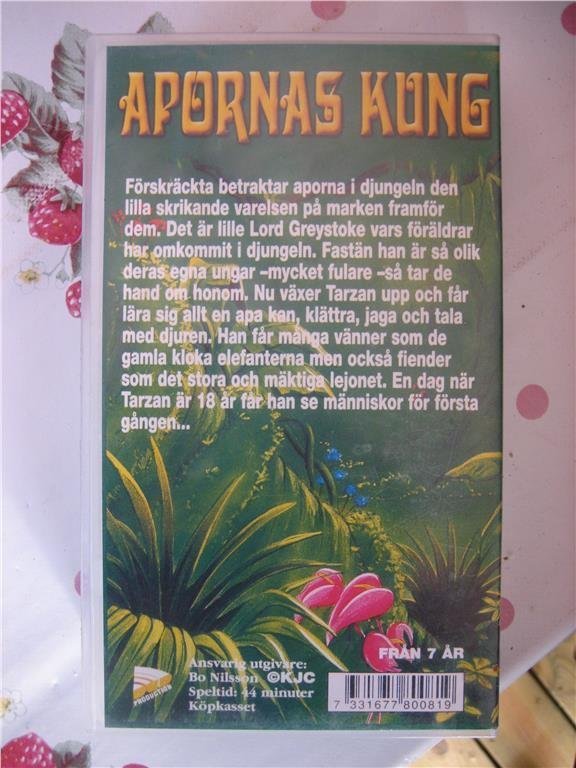 APORNAS KUNG
Förskräckta betraktar aporna i djungeln den
lilla skrikande varelsen på marken framför
dem. Det är lille Lord Greystoke vars föräldrar
har omkommit i djungeln. Fastän han är så olik
deras egna ungar –mycket fulare –så tar de
hand om honom. Nu växer Tarzan upp och får
lära sig allt en apa kan, klättra, jaga och tala
med djuren. Han får många vänner som de
gamla kloka elefanterna men också fiender
som det stora och mäktiga lejonet. En dag när
Tarzan är 18 år får han se människor för första
gången...
FRÅN 7 ÅR
Ansvarig utgivare:
Bo Nilsson ©KJC
Speltid: 44 minuter
Köpkasset
PRODUCTION
7 331677 800819